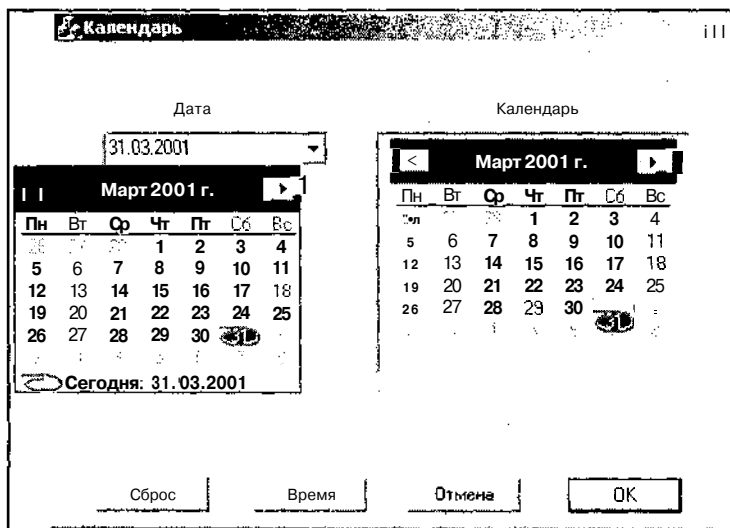 Календарь
Дата
Календарь
31.03.2001
Март 2001 г.
Пн Вт Ср Чт Пт Сб Вс
1 2 3 4
5 6 7 8 9 10 11
12 13 14 15 16 17 18
19 20 21 22 23 24 25
26 27 28 29 30 31
Сегодня: 31.03.2001
Март 2001 г.
Пн Вт Ср Чт Пт Сб Вс
1 2 3 4
5 6 7 8 9 10 11
12 13 14 15 16 17 18
19 20 21 22 23 24 25
26 27 28 29 30 31
Сброс
Время
Отмена
OK